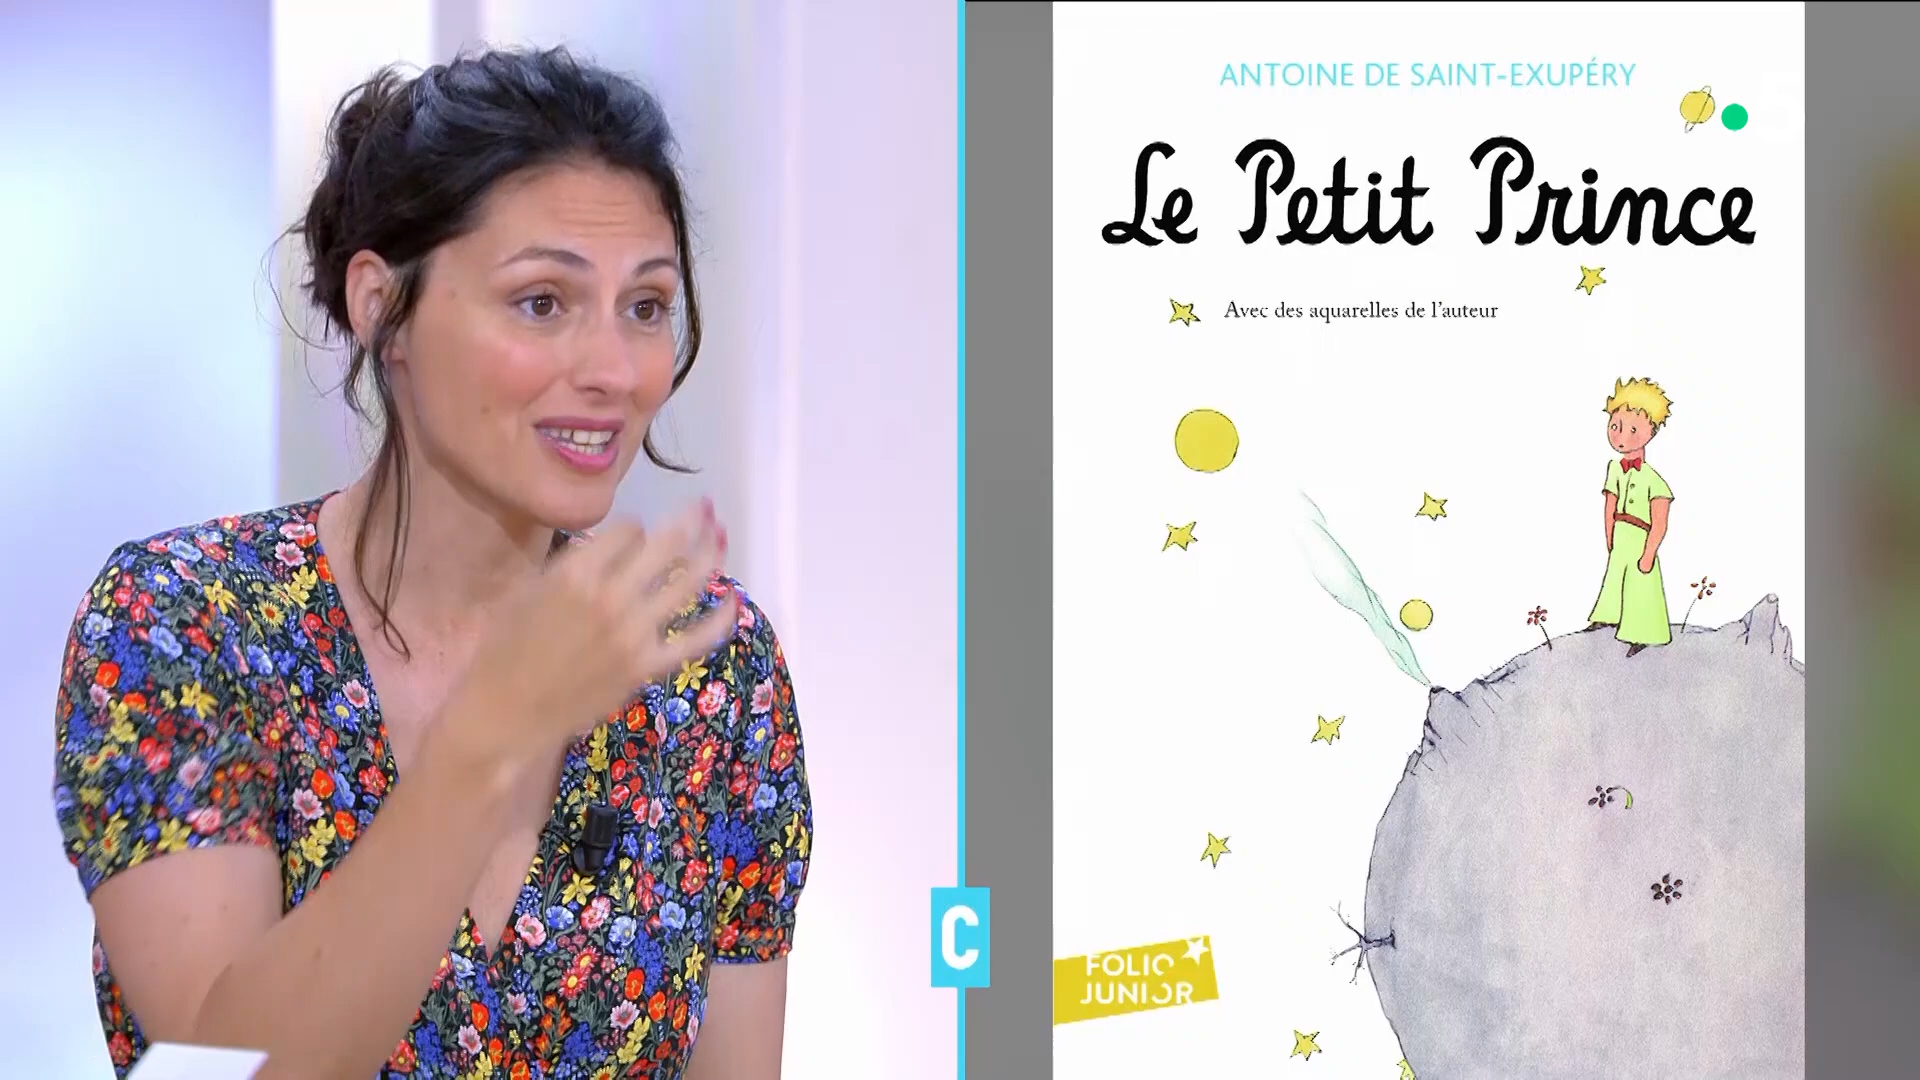 ANTOINE DE SAINT-EXUPÉRY
Le Petit Prince
Avec des aquarelles de l'auteur
C
FOLIO
JUNIOR